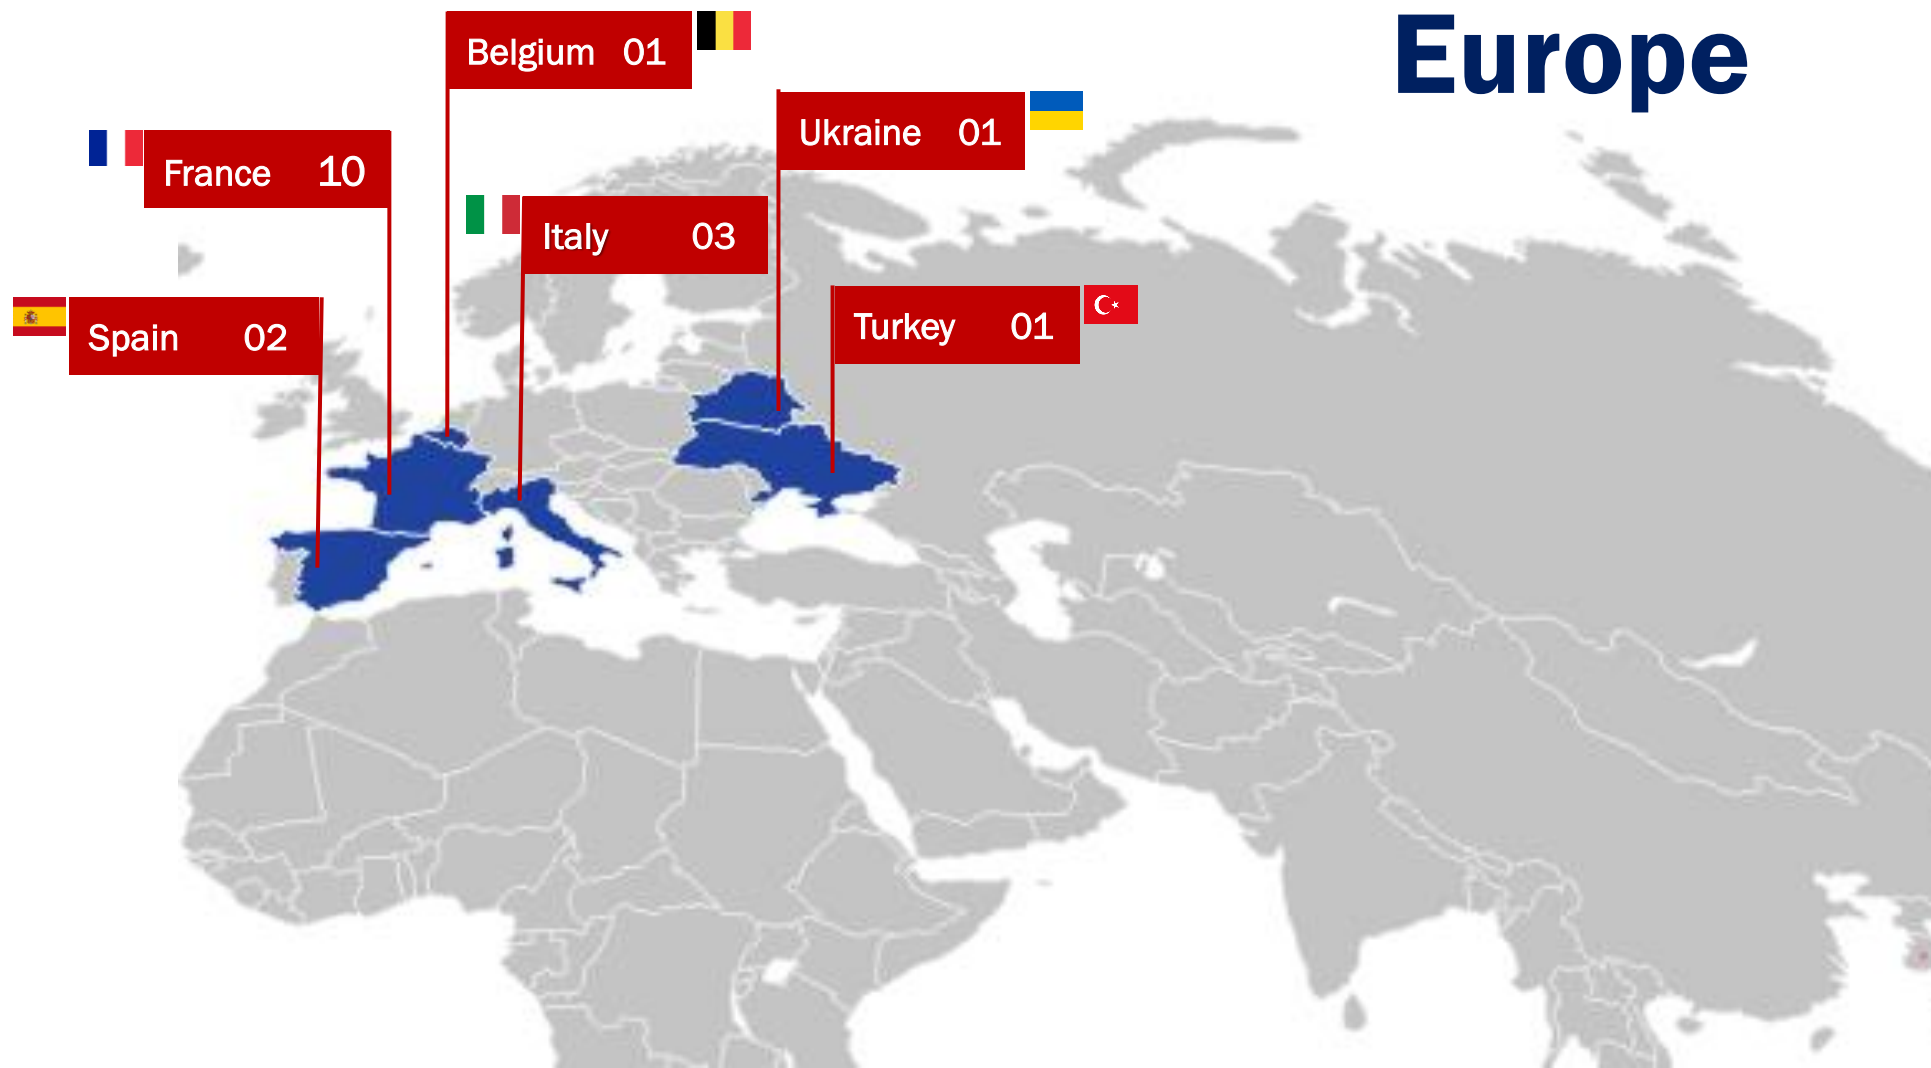 Europe
Belgium 01
Ukraine 01
France 10
Italy 03
Turkey 01
Spain 02